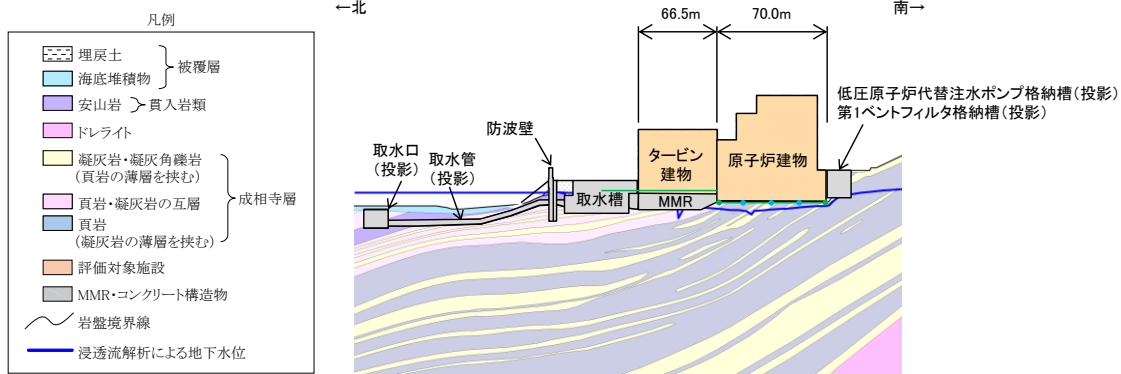 凡例
埋戻土
海底堆積物
被覆層
安山岩
貫入岩類
ドレライト
凝灰岩・凝灰角礫岩
(頁岩の薄層を挟む)
頁岩・凝灰岩の互層
頁岩
(凝灰岩の薄層を挟む)
成相寺層
評価対象施設
MMR・コンクリート構造物
岩盤境界線
浸透流解析による地下水位
←北
66.5m
70.0m
南→
低圧原子炉代替注水ポンプ格納槽(投影)
第1ベントフィルタ格納槽(投影)
防波壁
取水口
(投影)
取水管
(投影)
タービン
建物
原子炉建物
取水槽
MMR